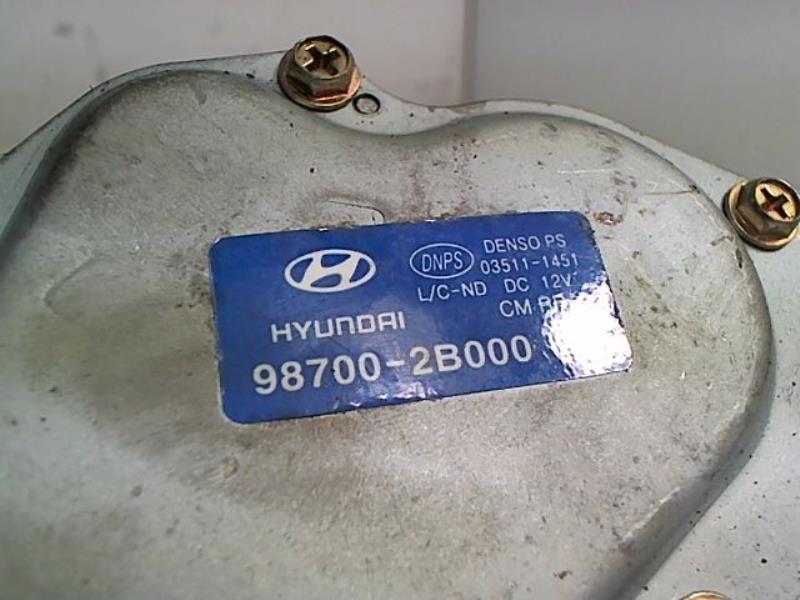 DNPS
DENSO PS
03511-1451
L/C-ND DC 12V
CM
HYUNDAI
98700-2B000